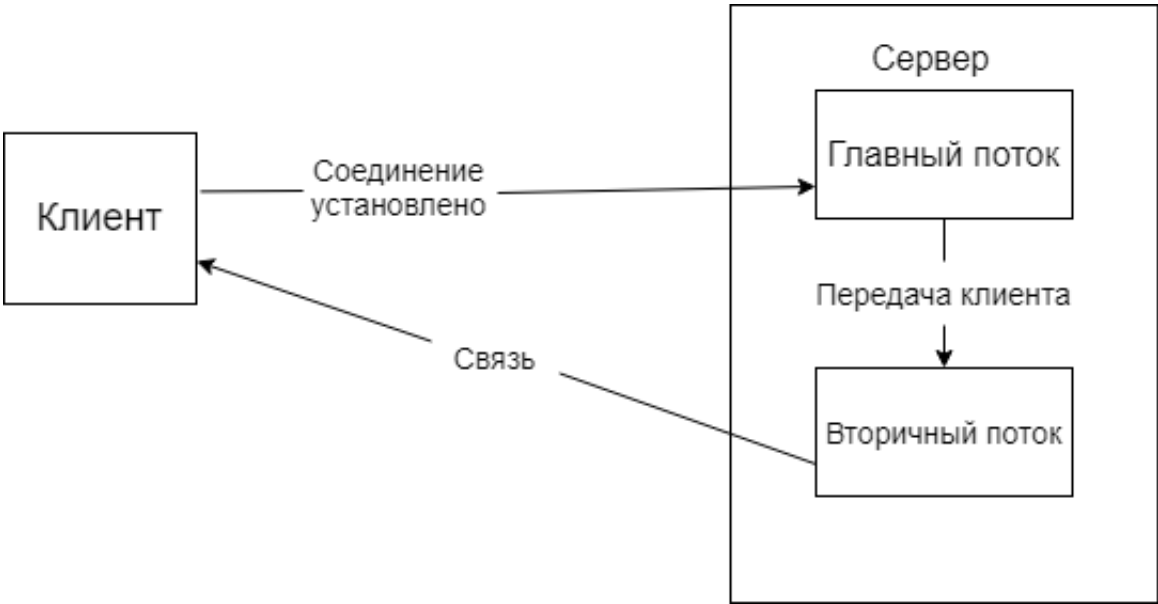 Сервер
Главный поток
Соединение
установлено
Клиент
Передача клиента
Связь
Вторичный поток